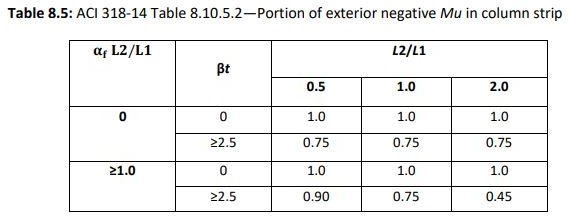 Table 8.5: ACI 318-14 Table 8.10.5.2—Portion of exterior negative Mu in column strip
αf L2/L1 βt L2/L1
0.5 1.0 2.0
0 0 1.0 1.0 1.0
≥2.5 0.75 0.75 0.75
≥1.0 0 1.0 1.0 1.0
≥2.5 0.90 0.75 0.45